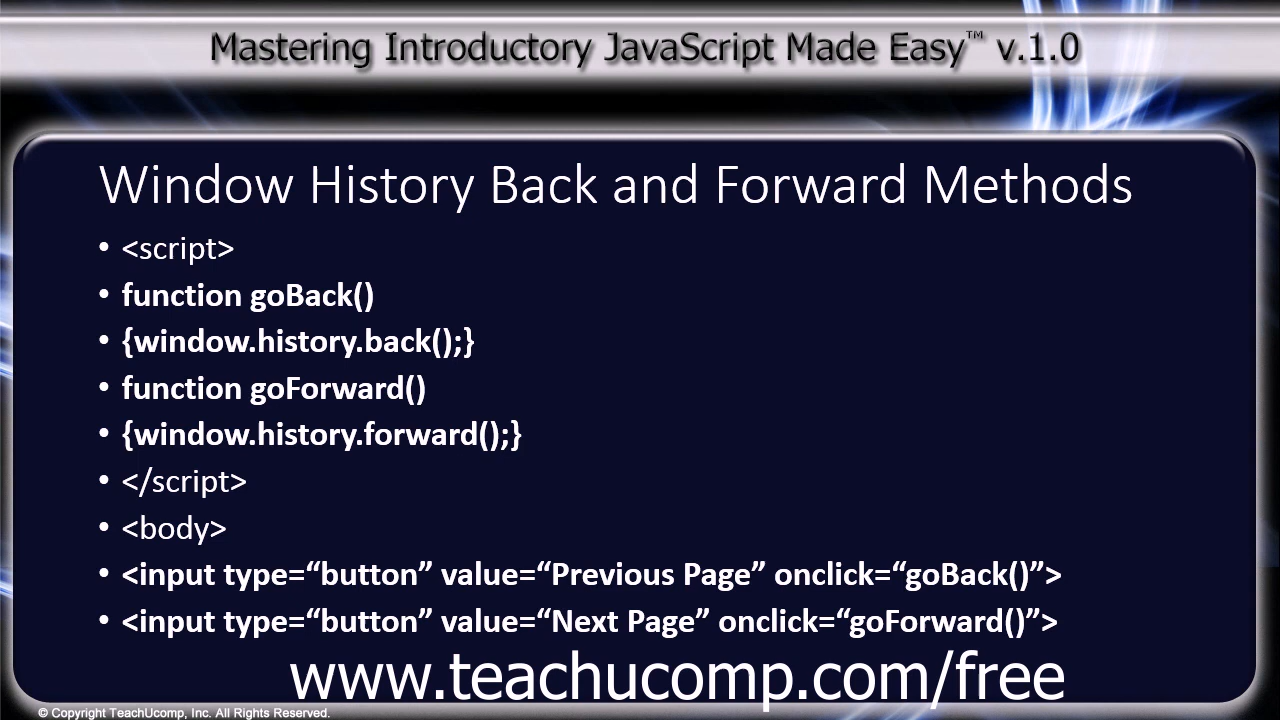 Mastering Introductory JavaScript Made Easy™ v.1.0
Window History Back and Forward Methods
• <script>
• function goBack()
• {window.history.back();}
• function goForward()
• {window.history.forward();}
• </script>
• <body>
• <input type=“button” value=“Previous Page” onclick=“goBack()”>
• <input type=“button” value=“Next Page” onclick=“goForward()”>
www.teachucomp.com/free
© Copyright TeachUcomp, Inc. All Rights Reserved.